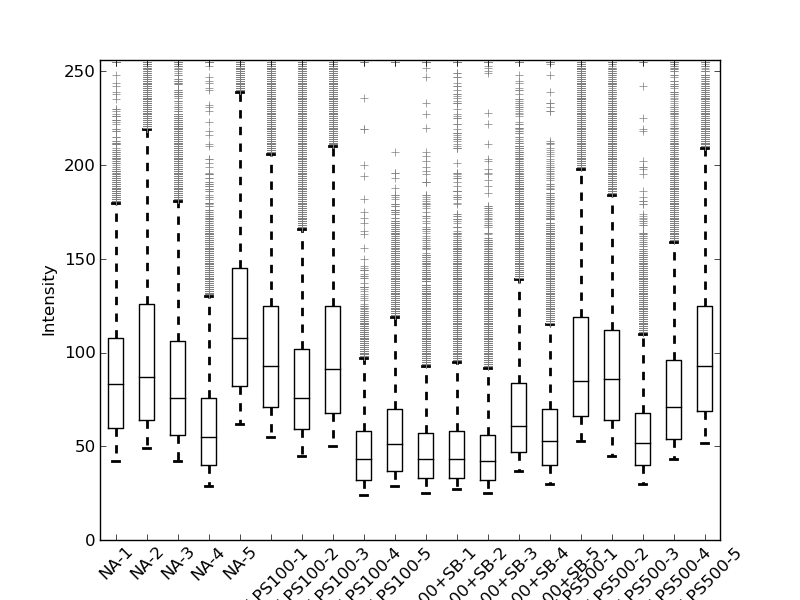 250
200
150
100
50
0
Intensity
NA-1
NA-2
NA-3
NA-4
NA-5
PS100-1
PS100-2
PS100-3
PS100-4
PS100-5
00+SB-1
00+SB-2
00+SB-3
00+SB-4
00+SB-5
PS500-1
PS500-2
PS500-3
PS500-4
PS500-5